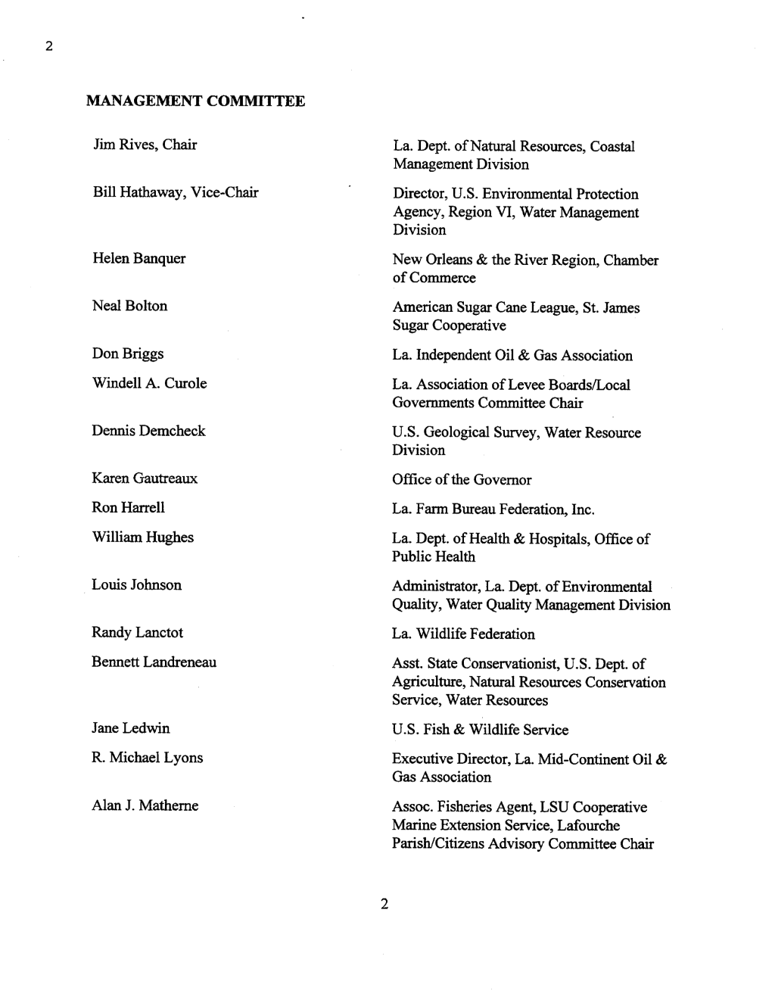 2
MANAGEMENT COMMITTEE
Jim Rives, Chair
La. Dept. of Natural Resources, Coastal
Management Division
Bill Hathaway, Vice-Chair
Director, U.S. Environmental Protection
Agency, Region VI, Water Management
Division
Helen Banquer
New Orleans & the River Region, Chamber
of Commerce
Neal Bolton
American Sugar Cane League, St. James
Sugar Cooperative
Don Briggs
La. Independent Oil & Gas Association
Windell A. Curole
La. Association of Levee Boards/Local
Governments Committee Chair
Dennis Demcheck
U.S. Geological Survey, Water Resource
Division
Karen Gautreaux
Office of the Governor
Ron Harrell
La. Farm Bureau Federation, Inc.
William Hughes
La. Dept. of Health & Hospitals, Office of
Public Health
Louis Johnson
Administrator, La. Dept. of Environmental
Quality, Water Quality Management Division
Randy Lanctot
La. Wildlife Federation
Bennett Landreneau
Asst. State Conservationist, U.S. Dept. of
Agriculture, Natural Resources Conservation
Service, Water Resources
Jane Ledwin
U.S. Fish & Wildlife Service
R. Michael Lyons
Executive Director, La. Mid-Continent Oil &
Gas Association
Alan J. Matherne
Assoc. Fisheries Agent, LSU Cooperative
Marine Extension Service, Lafourche
Parish/Citizens Advisory Committee Chair
2